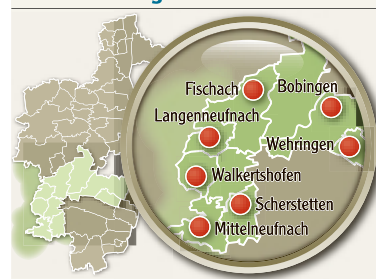 Fischach
Bobingen
Langenneufnach
Wehringen
Walkertshofen
Scherstetten
Mittelneufnach